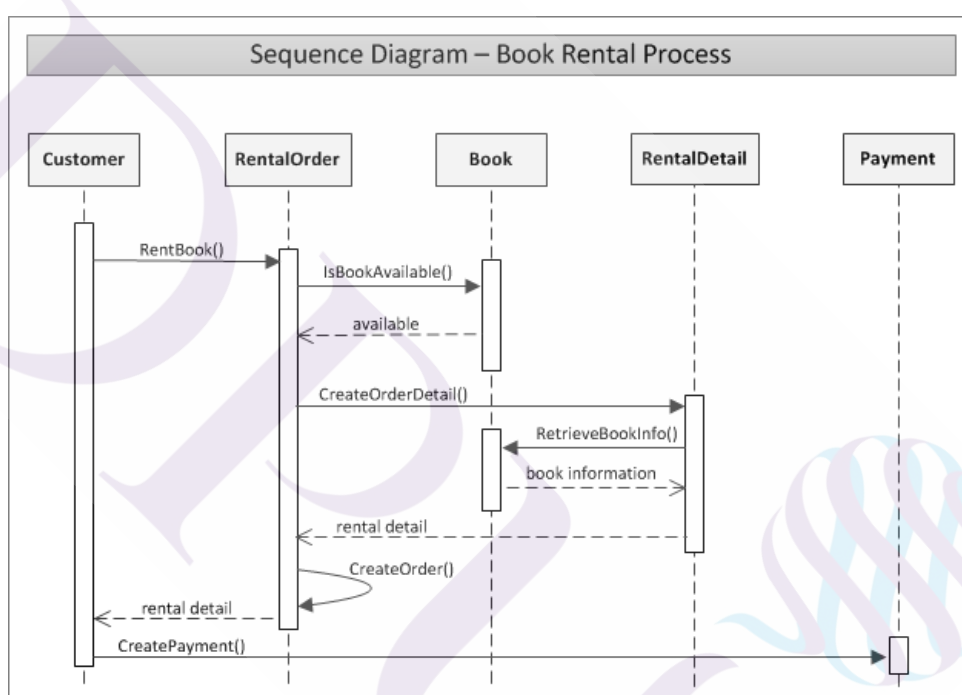 Sequence Diagram – Book Rental Process
Customer
RentalOrder
Book
RentalDetail
Payment
RentBook()
IsBookAvailable()
available
CreateOrderDetail()
RetrieveBookInfo()
book information
rental detail
CreateOrder()
rental detail
CreatePayment()